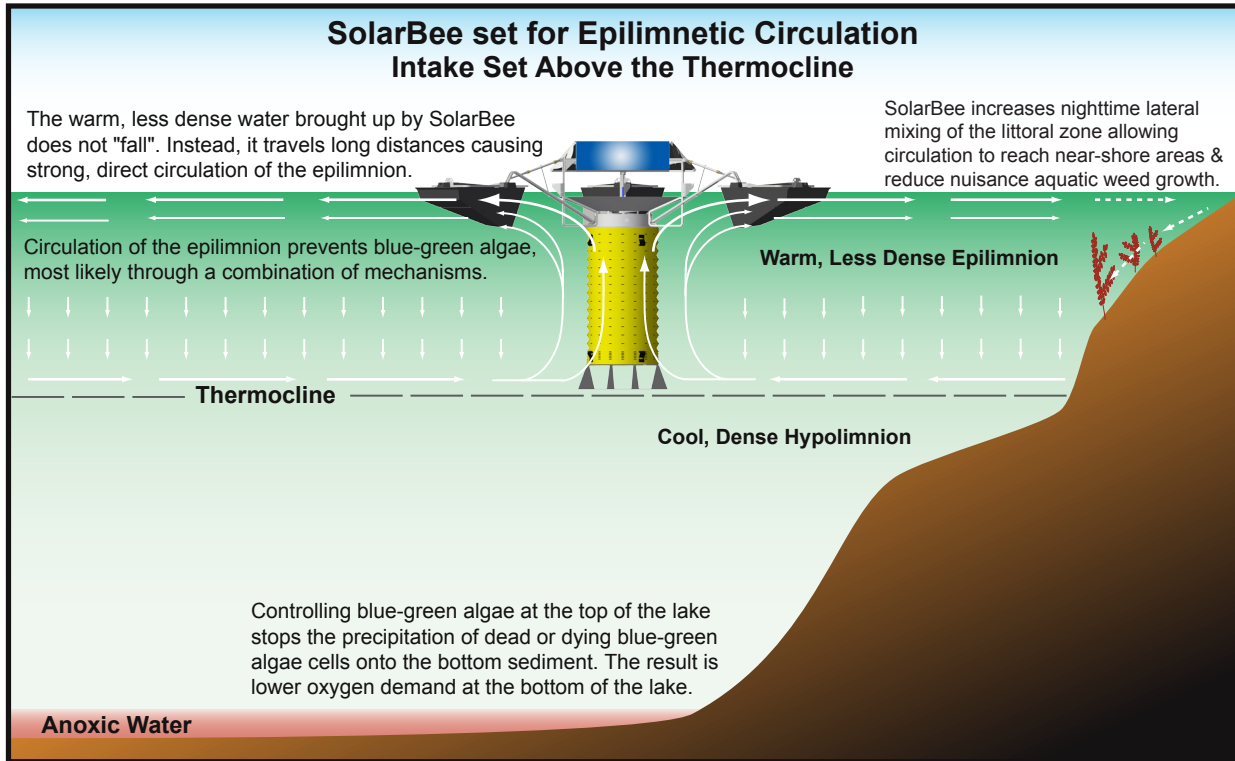 SolarBee set for Epilimnetic Circulation
Intake Set Above the Thermocline
The warm, less dense water brought up by SolarBee
does not "fall". Instead, it travels long distances causing
strong, direct circulation of the epilimnion.
SolarBee increases nighttime lateral
mixing of the littoral zone allowing
circulation to reach near-shore areas &
reduce nuisance aquatic weed growth.
Circulation of the epilimnion prevents blue-green algae,
most likely through a combination of mechanisms.
Warm, Less Dense Epilimnion
Thermocline
Cool, Dense Hypolimnion
Controlling blue-green algae at the top of the lake
stops the precipitation of dead or dying blue-green
algae cells onto the bottom sediment. The result is
lower oxygen demand at the bottom of the lake.
Anoxic Water